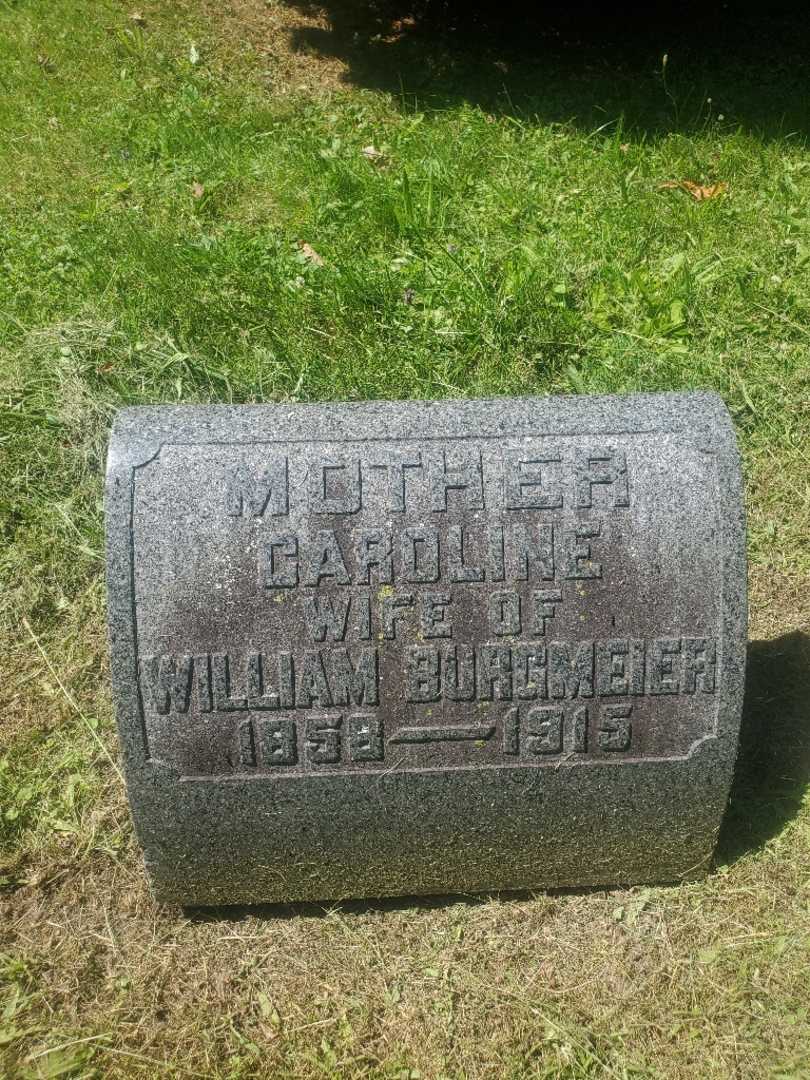 MOTHER
CAROLINE
WIFE OF
WILLIAM BURGMEIER
1858 — 1915